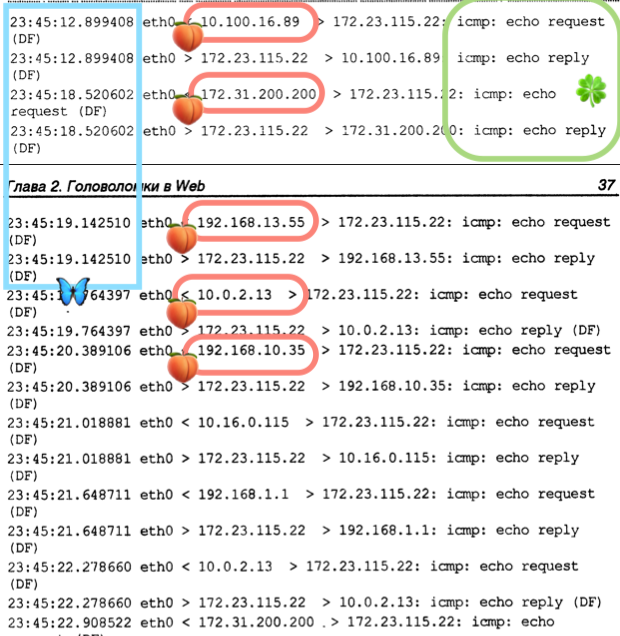 23:45:12.899408 eth0 < 10.100.16.89 > 172.23.115.22: icmp: echo request
(DF)
23:45:12.899408 eth0 > 172.23.115.22 > 10.100.16.89 icmp: echo reply
(DF)
23:45:18.520602 eth0 172.31.200.200 > 172.23.115.22: icmp: echo
request (DF)
23:45:18.520602 eth0 > 172.23.115.22 > 172.31.200.200: icmp: echo reply
(DF)
Глава 2. Головоломки в Web 37
23:45:19.142510 eth0 192.168.13.55 > 172.23.115.22: icmp: echo request
(DF)
23:45:19.142510 eth0 > 172.23.115.22 > 192.168.13.55: icmp: echo reply
(DF)
23:45:19.764397 eth0 < 10.0.2.13 > 172.23.115.22: icmp: echo request
(DF)
23:45:19.764397 eth0 > 172.23.115.22 > 10.0.2.13: icmp: echo reply (DF)
23:45:20.389106 eth0 192.168.10.35 > 172.23.115.22: icmp: echo request
(DF)
23:45:20.389106 eth0 > 172.23.115.22 > 192.168.10.35: icmp: echo reply
(DF)
23:45:21.018881 eth0 < 10.16.0.115 > 172.23.115.22: icmp: echo request
(DF)
23:45:21.018881 eth0 > 172.23.115.22 > 10.16.0.115: icmp: echo reply
(DF)
23:45:21.648711 eth0 < 192.168.1.1 > 172.23.115.22: icmp: echo request
(DF)
23:45:21.648711 eth0 > 172.23.115.22 > 192.168.1.1: icmp: echo reply
(DF)
23:45:22.278660 eth0 < 10.0.2.13 > 172.23.115.22: icmp: echo request
(DF)
23:45:22.278660 eth0 > 172.23.115.22 > 10.0.2.13: icmp: echo reply (DF)
23:45:22.908522 eth0 < 172.31.200.200 > 172.23.115.22: icmp: echo